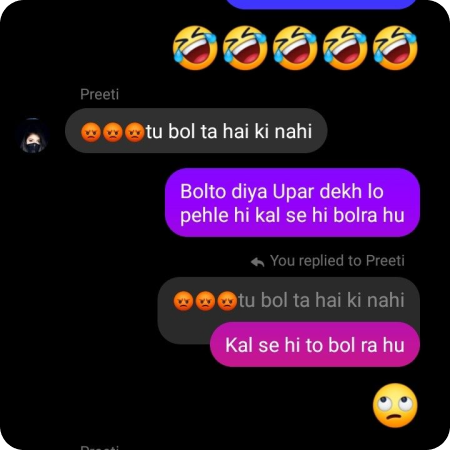 🤣🤣🤣🤣🤣
Preeti
😡😡😡tu bol ta hai ki nahi
Bolto diya Upar dekh lo
pehle hi kal se hi bolra hu
You replied to Preeti
😡😡😡tu bol ta hai ki nahi
Kal se hi to bol ra hu
🙄
Preeti